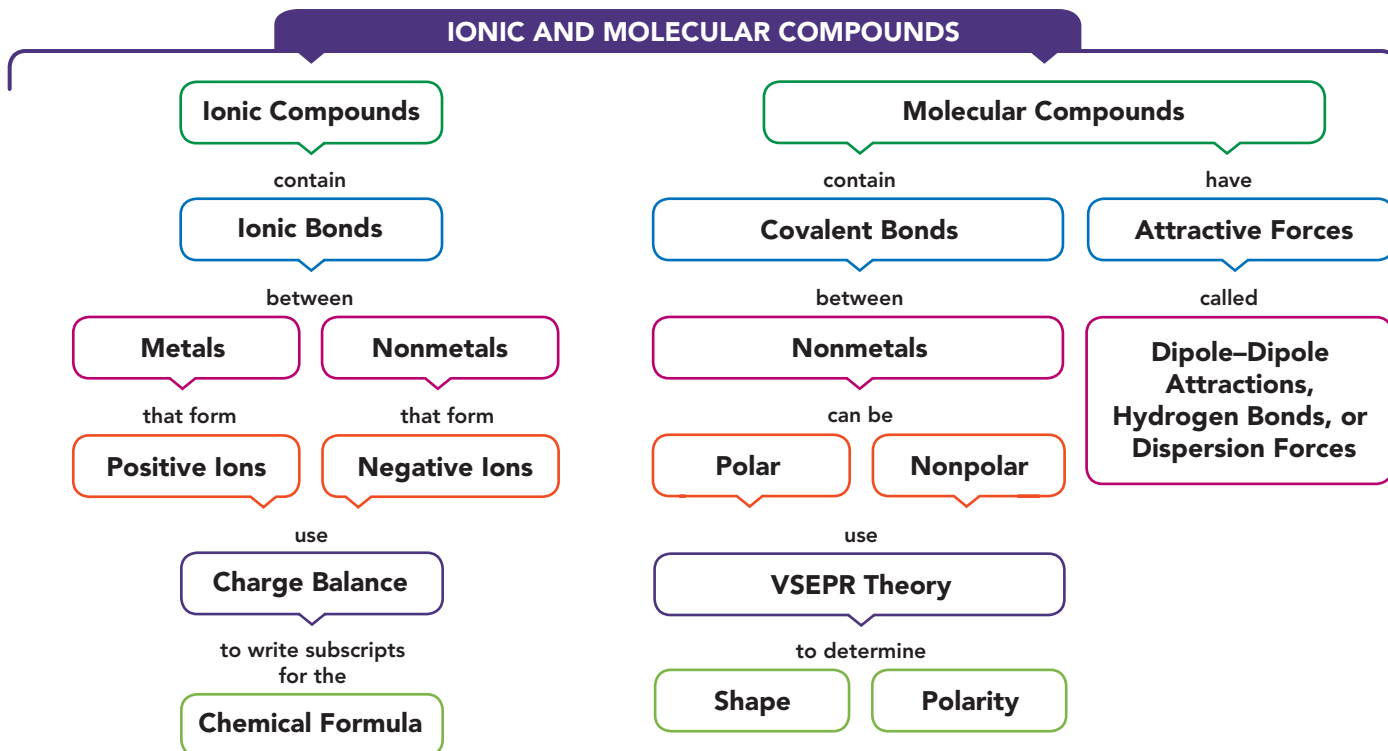 IONIC AND MOLECULAR COMPOUNDS
Ionic Compounds
contain
Ionic Bonds
between
Metals
Nonmetals
that form
that form
Positive Ions
Negative Ions
use
Charge Balance
to write subscripts
for the
Chemical Formula
Molecular Compounds
contain
Covalent Bonds
between
Nonmetals
can be
Polar
Nonpolar
use
VSEPR Theory
to determine
Shape
Polarity
have
Attractive Forces
called
Dipole–Dipole
Attractions,
Hydrogen Bonds, or
Dispersion Forces